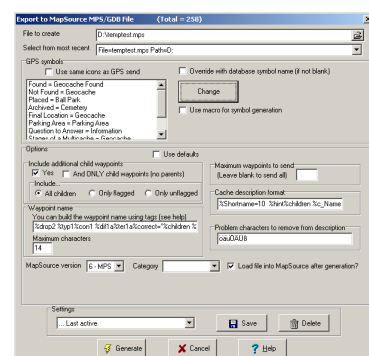 Export to MapSource MPS/GDB File (Total = 258)
File to create D:\temptest.mps
Select from most recent File=temptest.mps Path=D:
GPS symbols
Use same icons as GPS send
Override with database symbol name (if not blank)
Found = Geocache Found
Not Found = Geocache
Placed = Ball Park
Archived = Cemetery
Final Location = Geocache
Parking Area = Parking Area
Question to Answer = Information
Stages of a Multicache = Geocache
Change
Use macro for symbol generation
Options
Use defaults
Include additional child waypoints
Yes And ONLY child waypoints (no parents)
Include...
All children Only flagged Only unflagged
Maximum waypoints to send
(Leave blank to send all)
Cache description format
%Shortname=10 %hint%children %c_Name
Waypoint name
You can build the waypoint name using tags (see help)
%drop2 %typ1%con1 %dif1a%ter1a%correct="%children %
Maximum characters
14
Problem characters to remove from description
MapSource version 6 - MPS Category
Load file into MapSource after generation?
Settings
... Last active
Save
Delete
Generate
Cancel
Help